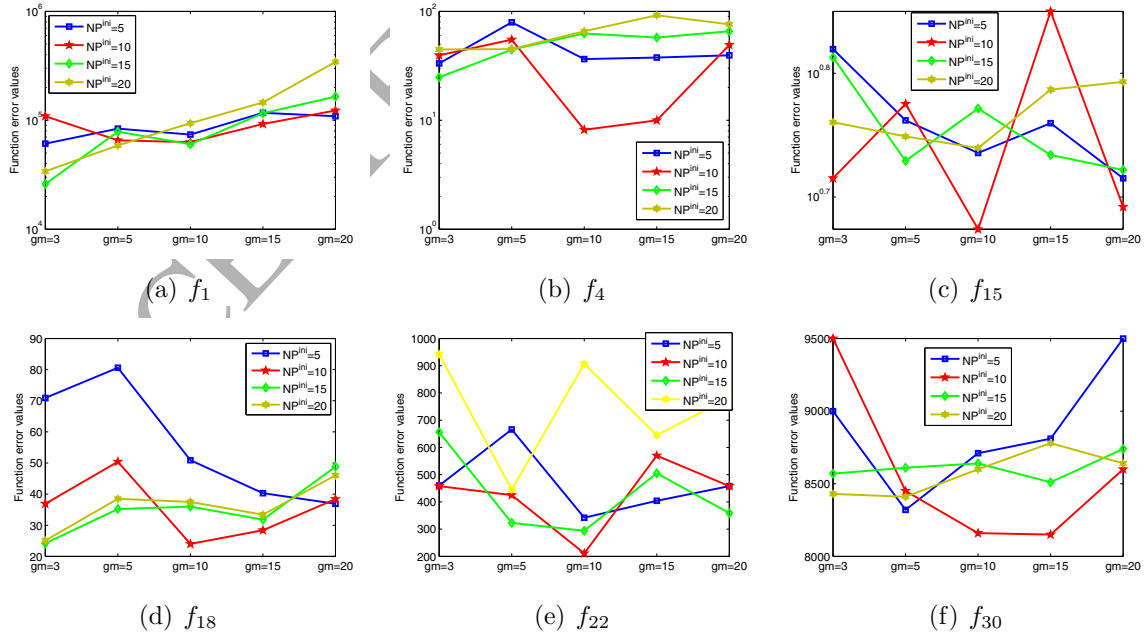 Function error values
10^6
10^5
10^4
NP^ini=5
NP^ini=10
NP^ini=15
NP^ini=20
gm=3 gm=5 gm=10 gm=15 gm=20
(a) f_1
Function error values
10^2
10^1
10^0
NP^ini=5
NP^ini=10
NP^ini=15
NP^ini=20
gm=3 gm=5 gm=10 gm=15 gm=20
(b) f_4
Function error values
10^0.8
10^0.7
NP^ini=5
NP^ini=10
NP^ini=15
NP^ini=20
gm=3 gm=5 gm=10 gm=15 gm=20
(c) f_15
Function error values
90
80
70
60
50
40
30
20
NP^ini=5
NP^ini=10
NP^ini=15
NP^ini=20
gm=3 gm=5 gm=10 gm=15 gm=20
(d) f_18
Function error values
1000
900
800
700
600
500
400
300
200
NP^ini=5
NP^ini=10
NP^ini=15
NP^ini=20
gm=3 gm=5 gm=10 gm=15 gm=20
(e) f_22
Function error values
9500
9000
8500
8000
NP^ini=5
NP^ini=10
NP^ini=15
NP^ini=20
gm=3 gm=5 gm=10 gm=15 gm=20
(f) f_30